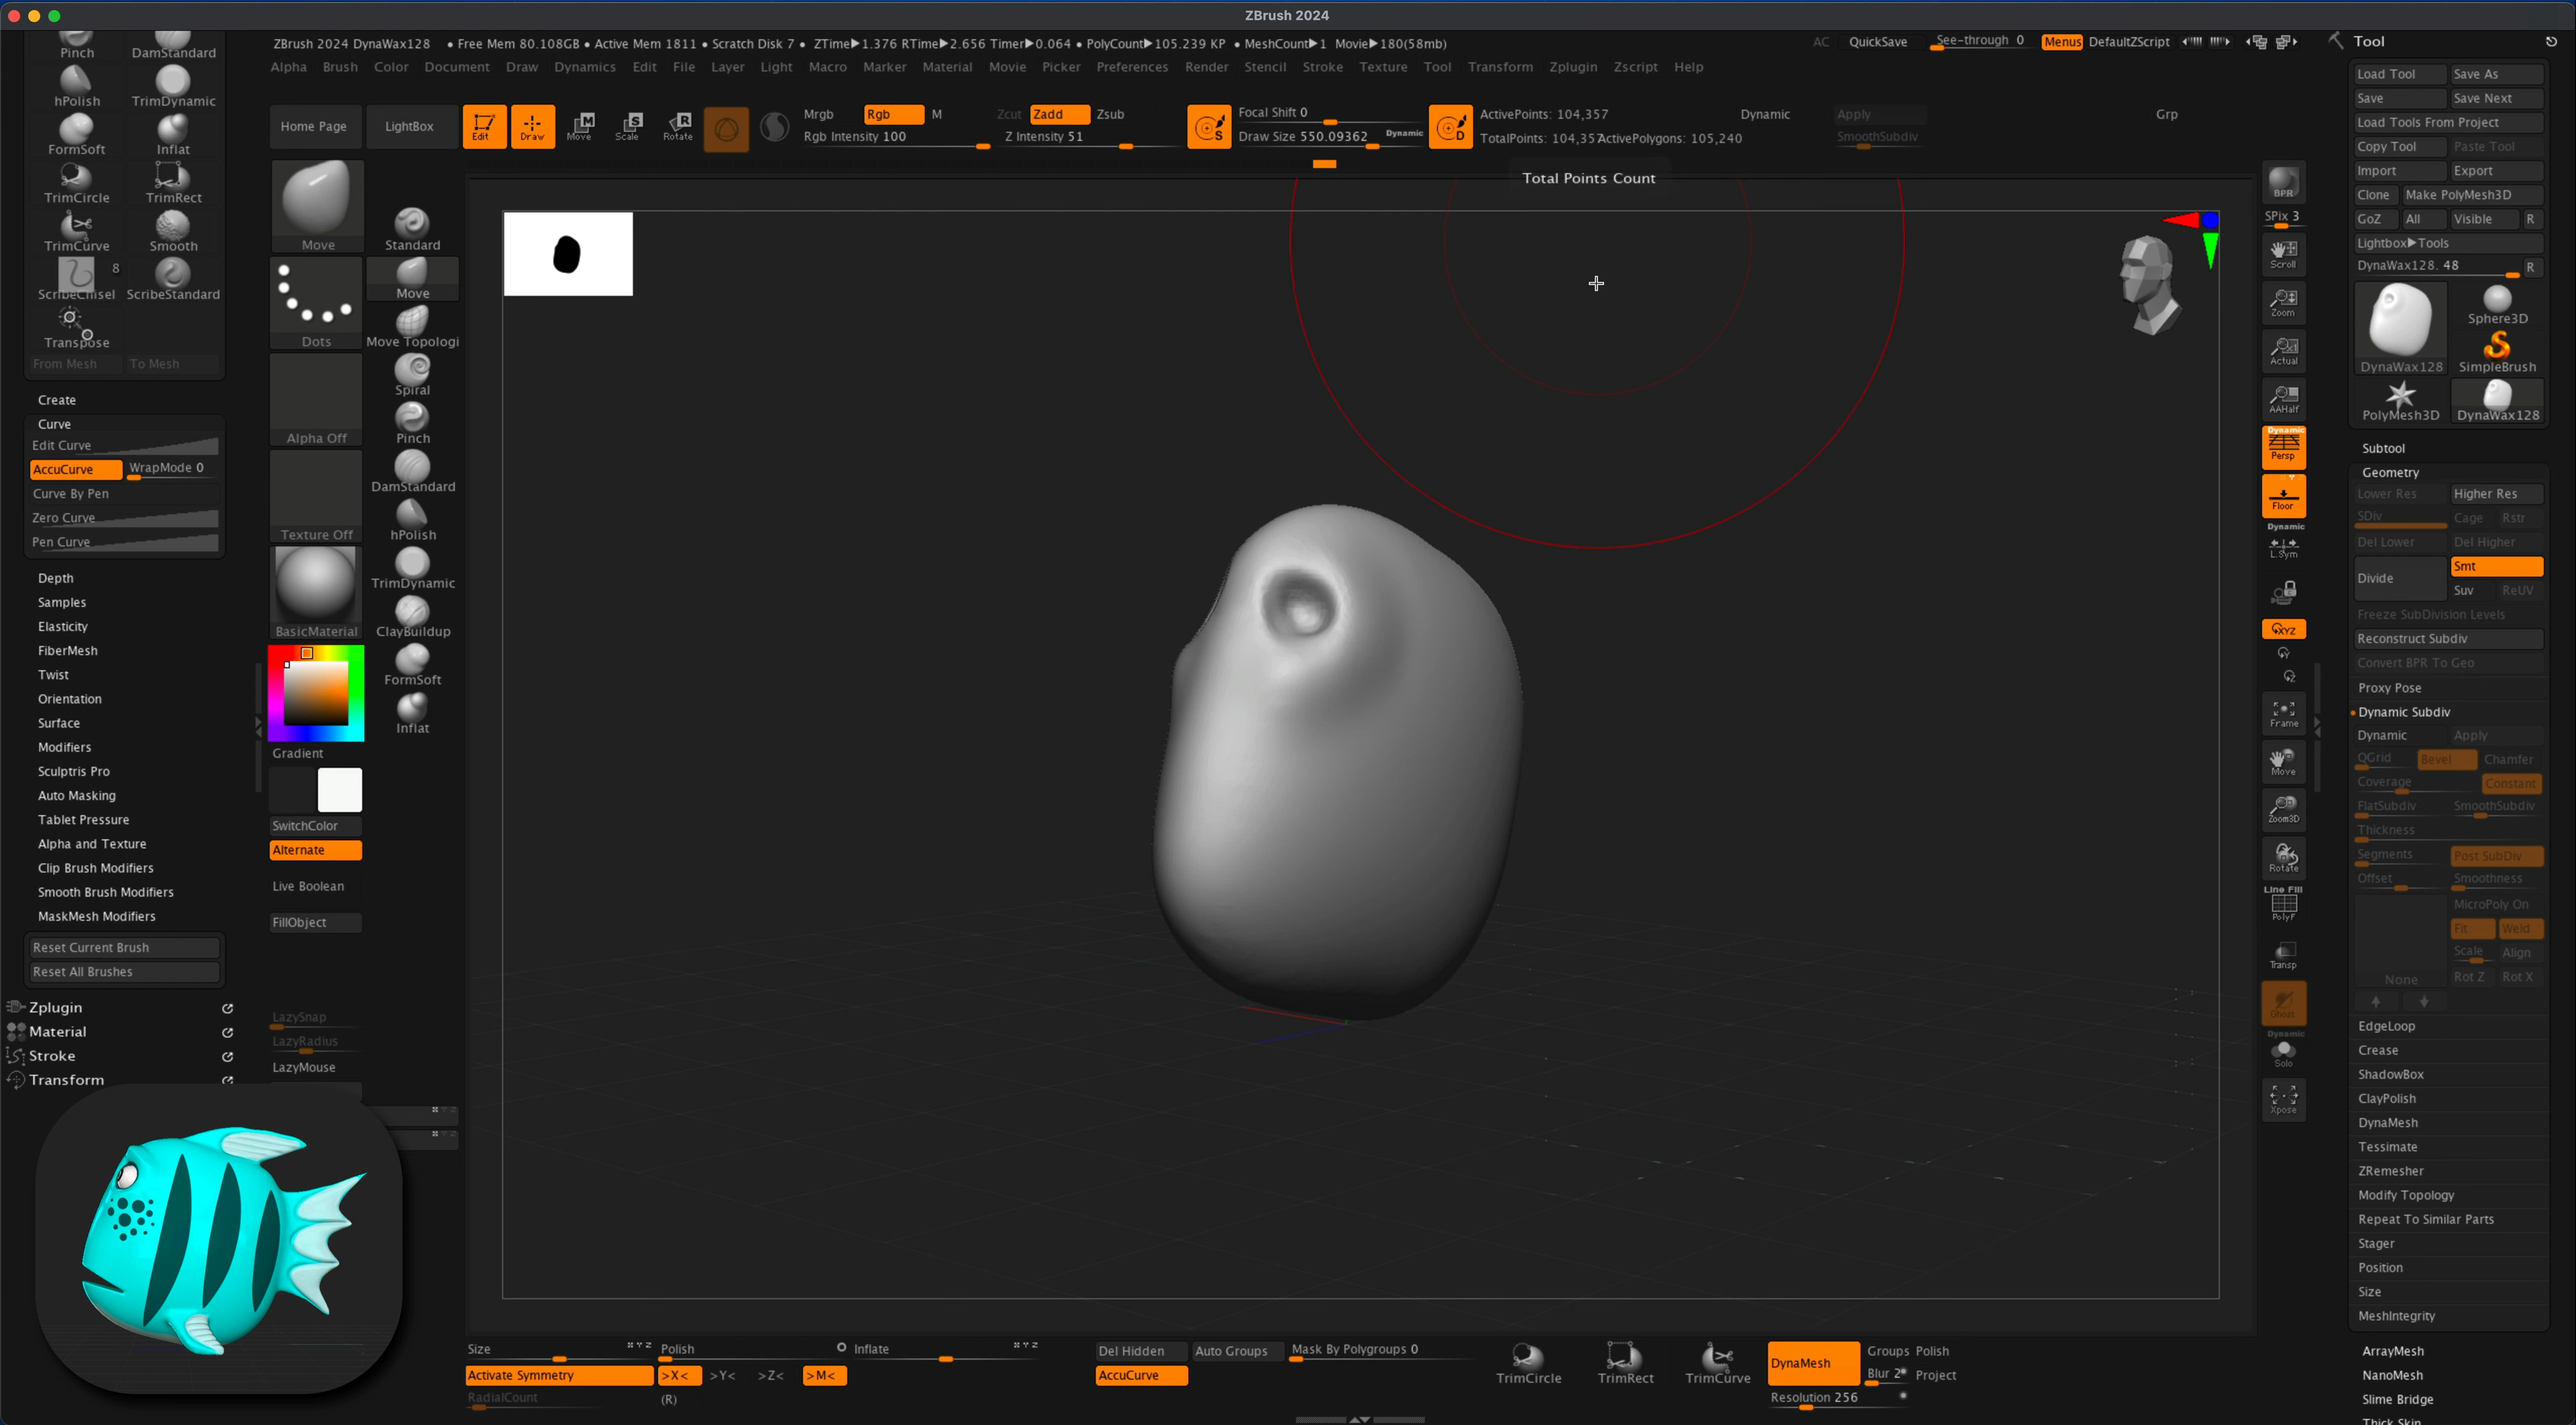 ZBrush 2024
ZBrush 2024 DynaWax128 • Free Mem 80.108GB • Active Mem 1811 • Scratch Disk 7 • ZTime▶1.376 RTime▶2.656 Timer▶0.064 • PolyCount▶105.239 KP • MeshCount▶1 Movie▶180(58mb)
AC QuickSave See-through 0 Menus DefaultZScript
Alpha Brush Color Document Draw Dynamics Edit File Layer Light Macro Marker Material Movie Picker Preferences Render Stencil Stroke Texture Tool Transform Zplugin Zscript Help
Home Page LightBox Edit Draw Move Scale Rotate
Mrgb Rgb M Zcut Zadd Zsub
Rgb Intensity 100 Z Intensity 51
Focal Shift 0
Draw Size 550.09362 Dynamic
ActivePoints: 104,357 Dynamic Apply Grp
TotalPoints: 104,357 ActivePolygons: 105,240 SmoothSubdiv
Total Points Count
Pinch DamStandard
hPolish TrimDynamic
FormSoft Inflat
TrimCircle TrimRect
TrimCurve Smooth
8
ScribeChisel ScribeStandard
Transpose
From Mesh To Mesh
Create
Curve
Edit Curve
AccuCurve WrapMode 0
Curve By Pen
Zero Curve
Pen Curve
Depth
Samples
Elasticity
FiberMesh
Twist
Orientation
Surface
Modifiers
Sculptris Pro
Auto Masking
Tablet Pressure
Alpha and Texture
Clip Brush Modifiers
Smooth Brush Modifiers
MaskMesh Modifiers
Reset Current Brush
Reset All Brushes
Zplugin
Material
Stroke
Transform
Move
Dots
Alpha Off
Texture Off
BasicMaterial
Gradient
SwitchColor
Alternate
Live Boolean
FillObject
LazySnap
LazyRadius
LazyMouse
Standard
Move
Move Topologi
Spiral
Pinch
DamStandard
hPolish
TrimDynamic
ClayBuildup
FormSoft
Inflat
BPR
SPix 3
Scroll
Zoom
Actual
AAHalf
Dynamic
Persp
Floor
Dynamic
L.Sym
XYZ
Frame
Move
Zoom3D
Rotate
Line Fill
PolyF
Transp
Ghost
Dynamic
Solo
Xpose
Tool
Load Tool Save As
Save Save Next
Load Tools From Project
Copy Tool Paste Tool
Import Export
Clone Make PolyMesh3D
GoZ All Visible R
Lightbox▶Tools
DynaWax128. 48 R
DynaWax128 Sphere3D
SimpleBrush
PolyMesh3D DynaWax128
Subtool
Geometry
Lower Res Higher Res
SDiv Cage Rstr
Del Lower Del Higher
Divide Smt
Suv ReUV
Freeze SubDivision Levels
Reconstruct Subdiv
Convert BPR To Geo
Proxy Pose
Dynamic Subdiv
Dynamic Apply
QGrid Bevel Chamfer
Coverage Constant
FlatSubdiv SmoothSubdiv
Thickness
Segments Post SubDiv
Offset Smoothness
MicroPoly On
Fit Weld
Scale Align
None Rot Z Rot X
EdgeLoop
Crease
ShadowBox
ClayPolish
DynaMesh
Tessimate
ZRemesher
Modify Topology
Repeat To Similar Parts
Stager
Position
Size
MeshIntegrity
ArrayMesh
NanoMesh
Slime Bridge
Thick Skin
Size Polish Inflate
Activate Symmetry >X< >Y< >Z< >M<
RadialCount (R)
Del Hidden Auto Groups Mask By Polygroups 0
AccuCurve
TrimCircle TrimRect TrimCurve
DynaMesh Groups Polish
Blur 2 Project
Resolution 256